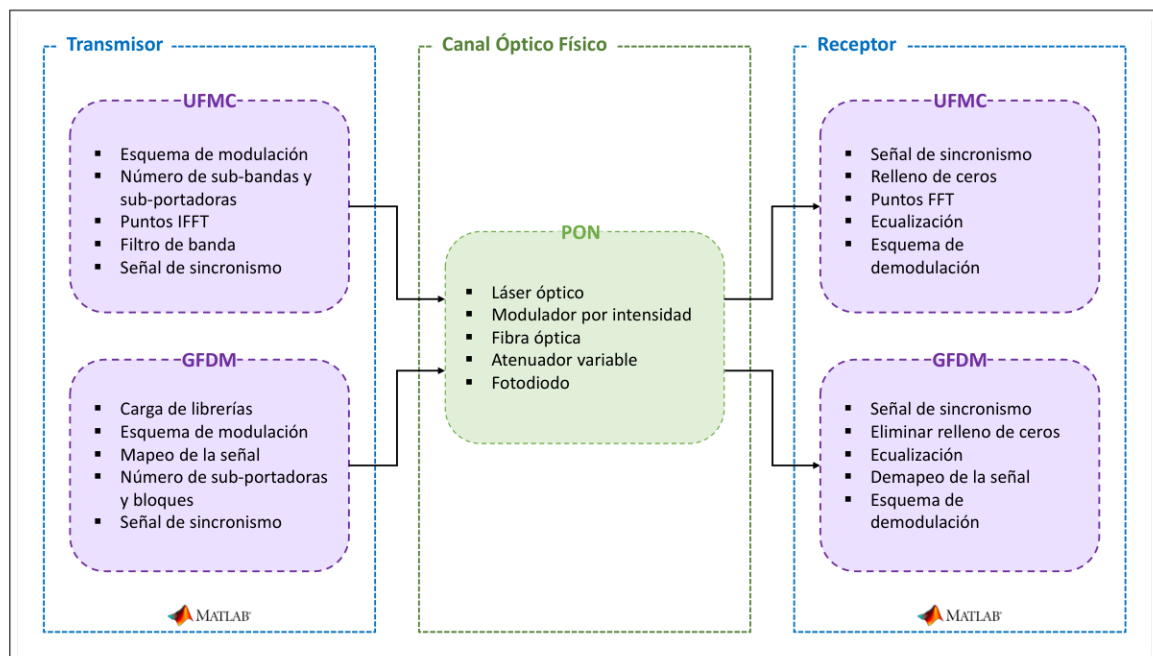 Transmisor
UFMC
▪ Esquema de modulación
▪ Número de sub-bandas y
sub-portadoras
▪ Puntos IFFT
▪ Filtro de banda
▪ Señal de sincronismo
GFDM
▪ Carga de librerías
▪ Esquema de modulación
▪ Mapeo de la señal
▪ Número de sub-portadoras
y bloques
▪ Señal de sincronismo
MATLAB®
Canal Óptico Físico
PON
▪ Láser óptico
▪ Modulador por intensidad
▪ Fibra óptica
▪ Atenuador variable
▪ Fotodiodo
Receptor
UFMC
▪ Señal de sincronismo
▪ Relleno de ceros
▪ Puntos FFT
▪ Ecualización
▪ Esquema de
demodulación
GFDM
▪ Señal de sincronismo
▪ Eliminar relleno de ceros
▪ Ecualización
▪ Demapeo de la señal
▪ Esquema de
demodulación
MATLAB®